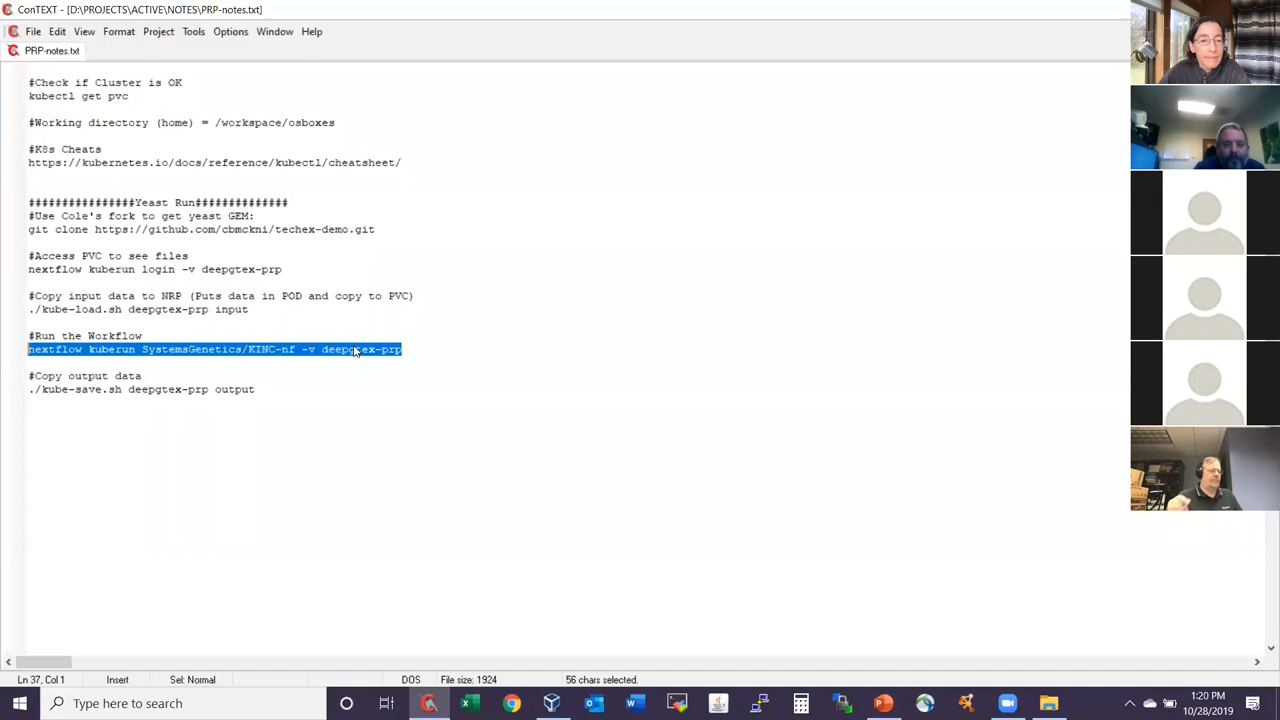 ConTEXT - [D:\PROJECTS\ACTIVE\NOTES\PRP-notes.txt]
File Edit View Format Project Tools Options Window Help
PRP-notes.txt
#Check if Cluster is OK
kubectl get pvc
#Working directory (home) = /workspace/osboxes
#K8s Cheats
https://kubernetes.io/docs/reference/kubectl/cheatsheet/
################Yeast Run##############
#Use Cole's fork to get yeast GEM:
git clone https://github.com/cbmckni/techex-demo.git
#Access PVC to see files
nextflow kuberun login -v deepgtex-prp
#Copy input data to NRP (Puts data in POD and copy to PVC)
./kube-load.sh deepgtex-prp input
#Run the Workflow
nextflow kuberun SystemsGenetics/KINC-nf -v deepgtex-prp
#Copy output data
./kube-save.sh deepgtex-prp output
Ln 37, Col 1 Insert Sel: Normal DOS File size: 1924 56 chars selected.
Type here to search
1:20 PM
10/28/2019